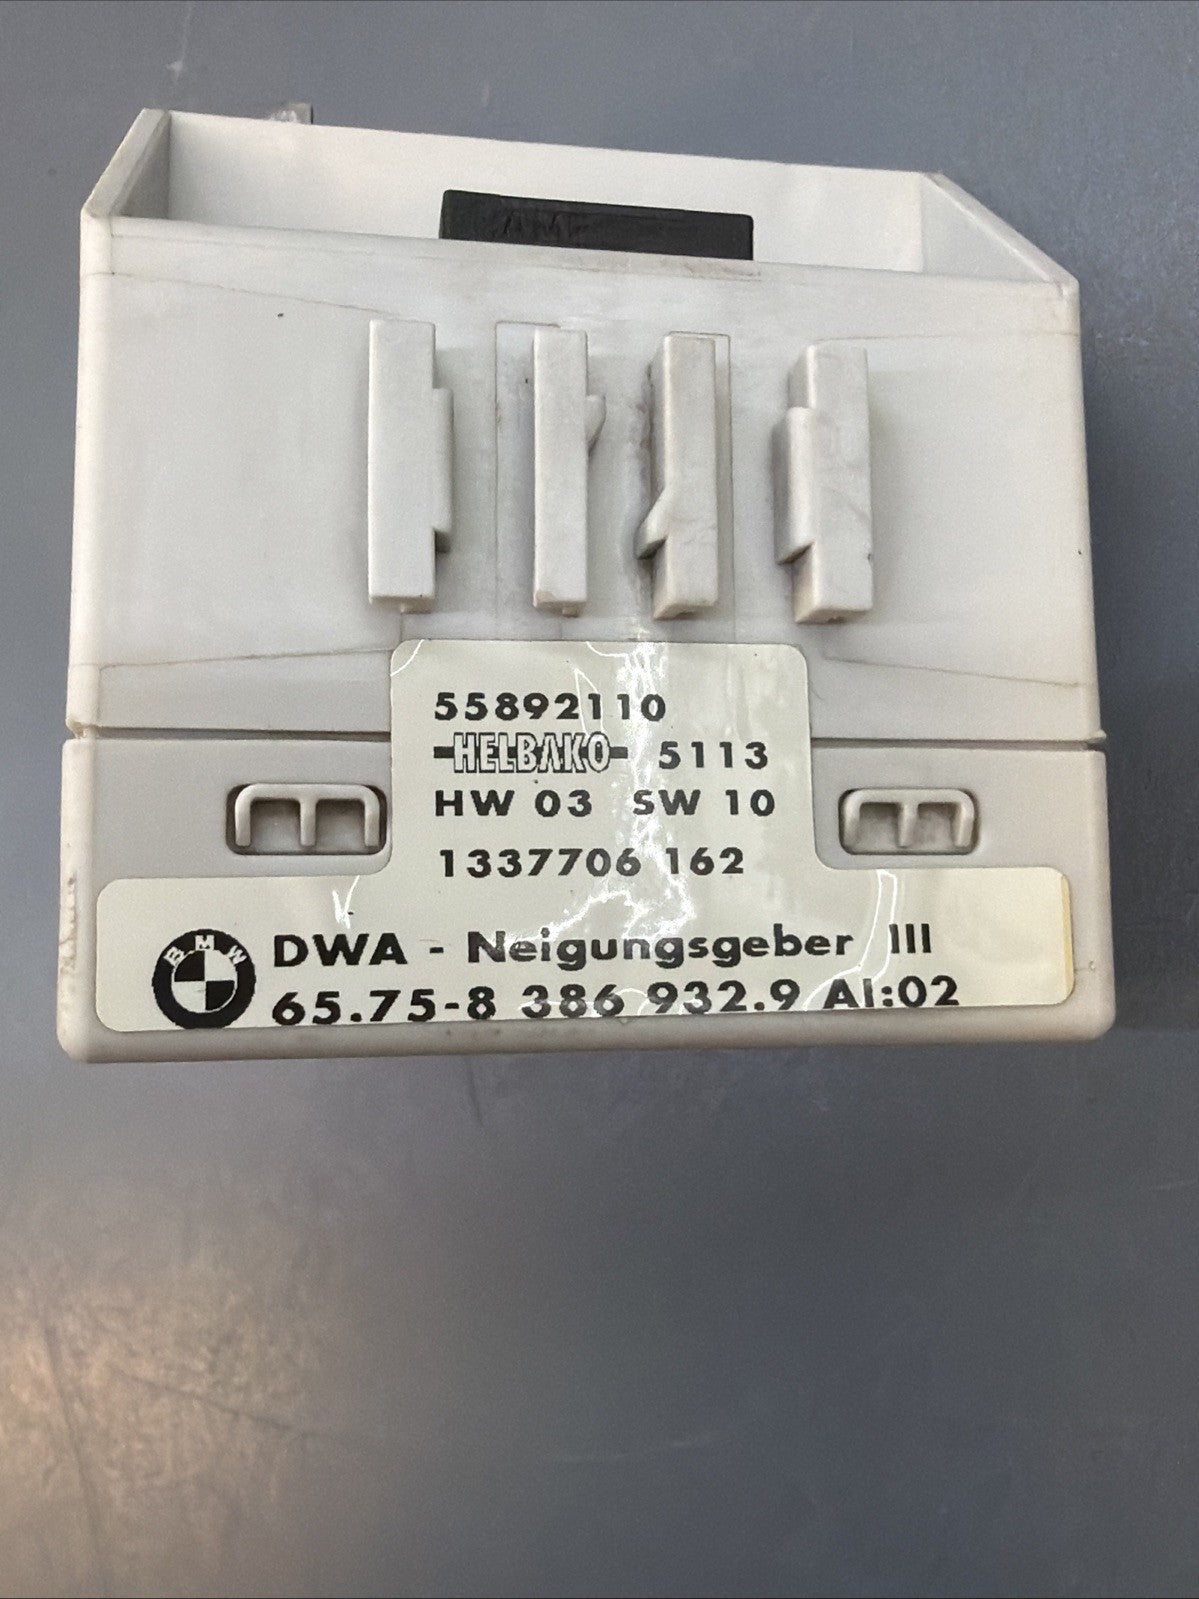 55892110
HELBAKO 5113
HW 03 SW 10
1337706 162
BMW
DWA - Neigungsgeber III
65.75-8 386 932.9 AI:02